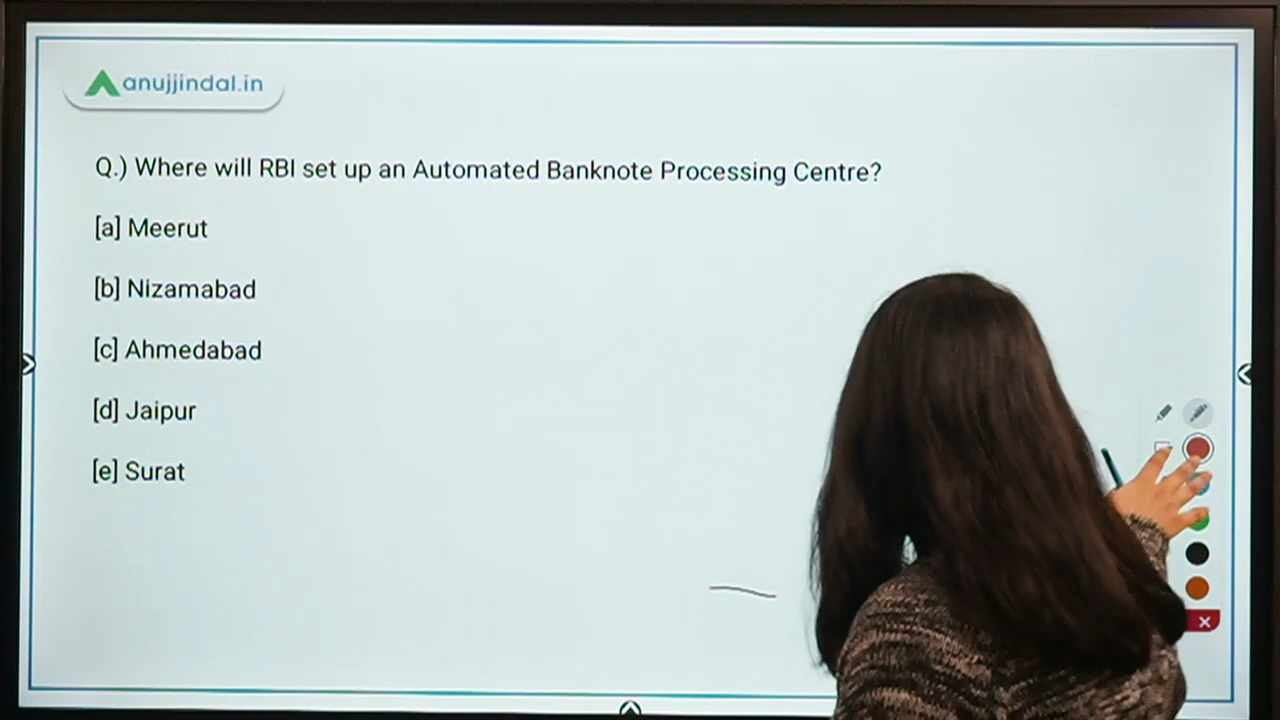 anujjindal.in
Q.) Where will RBI set up an Automated Banknote Processing Centre?
[a] Meerut
[b] Nizamabad
[c] Ahmedabad
[d] Jaipur
[e] Surat